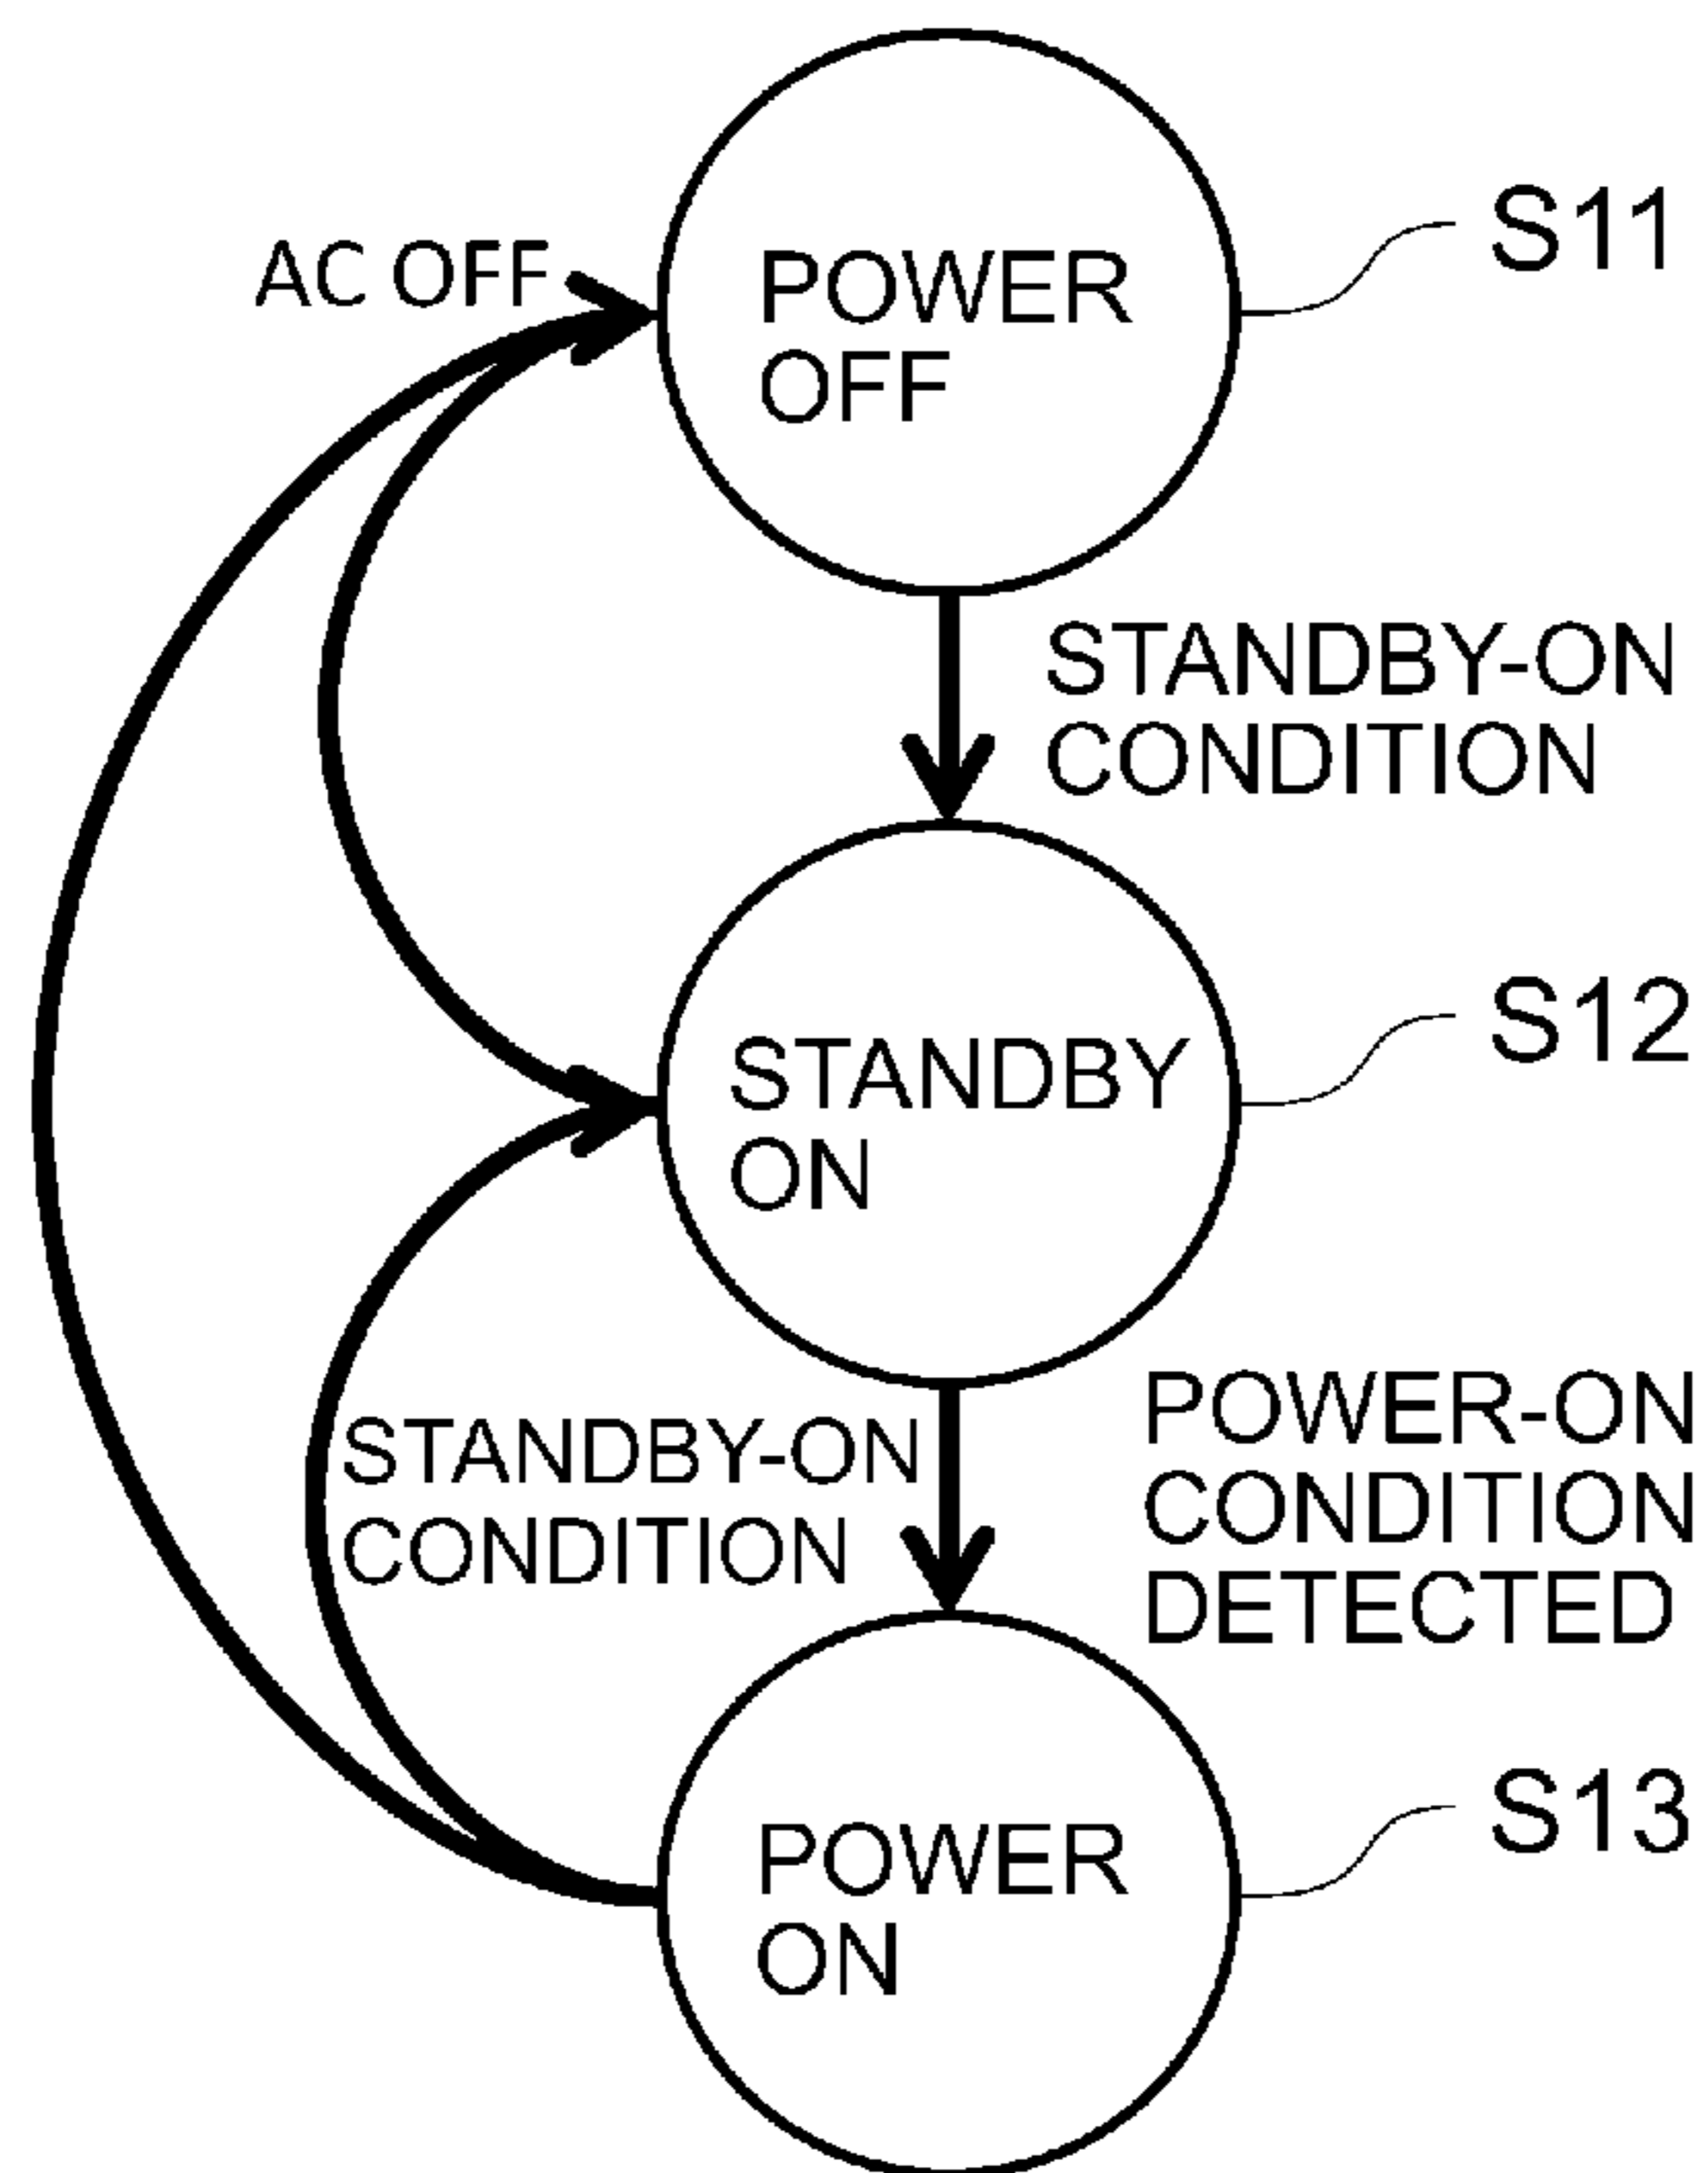 S11
AC OFF
POWER
OFF
STANDBY-ON
CONDITION
S12
STANDBY
ON
POWER-ON
CONDITION
DETECTED
STANDBY-ON
CONDITION
S13
POWER
ON